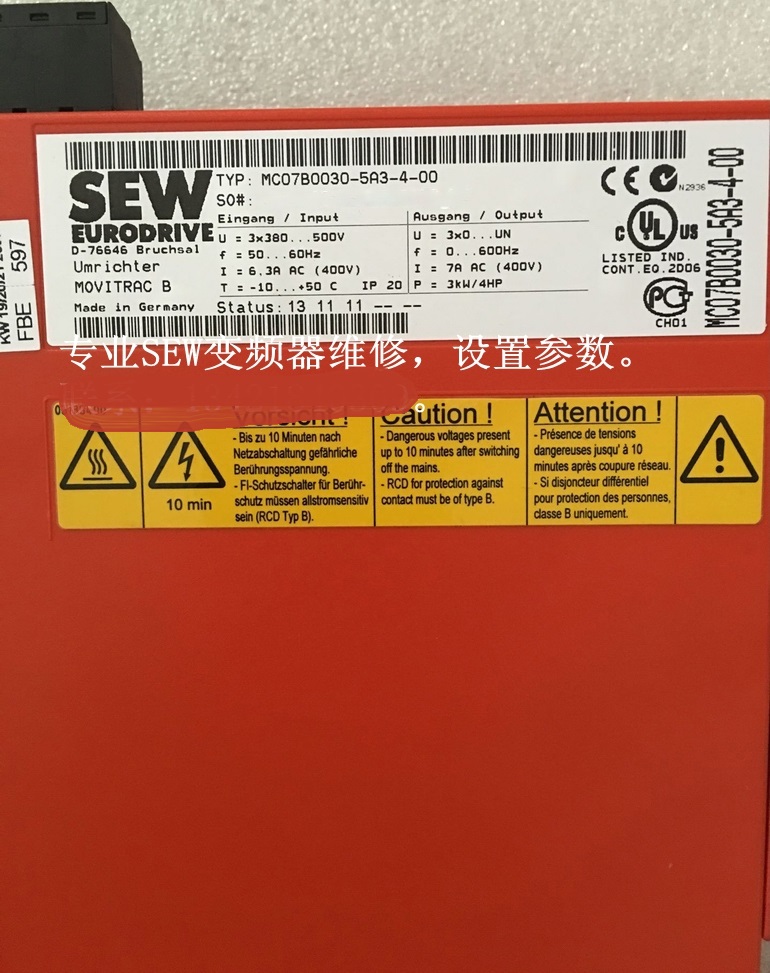 TYP: MC07B0030-5A3-4-00
SO#:
SEW
EURODRIVE
D-76646 Bruchsal
Umrichter
MOVITRAC B
Made in Germany
Eingang / Input
U = 3x380...500V
f = 50...60Hz
I = 6.3A AC (400V)
T = -10...+50 C IP 20
Status: 13 11 11 -- --
Ausgang / Output
U = 3x0...UN
f = 0...600Hz
I = 7A AC (400V)
P = 3kW/4HP
CE
N2936
C UL US
LISTED IND.
CONT.EQ.2D06
PCT
CH01
MC07B0030-5A3-4-00
FBE 597
专业SEW变频器维修，设置参数。
10 min
Vorsicht !
- Bis zu 10 Minuten nach
Netzabschaltung gefährliche
Berührungsspannung.
- FI-Schutzschalter für Berühr-
schutz müssen allstromsensitiv
sein (RCD Typ B).
Caution !
- Dangerous voltages present
up to 10 minutes after switching
off the mains.
- RCD for protection against
contact must be of type B.
Attention !
- Présence de tensions
dangereuses jusqu' à 10
minutes après coupure réseau.
- Si disjoncteur différentiel
pour protection des personnes,
classe B uniquement.